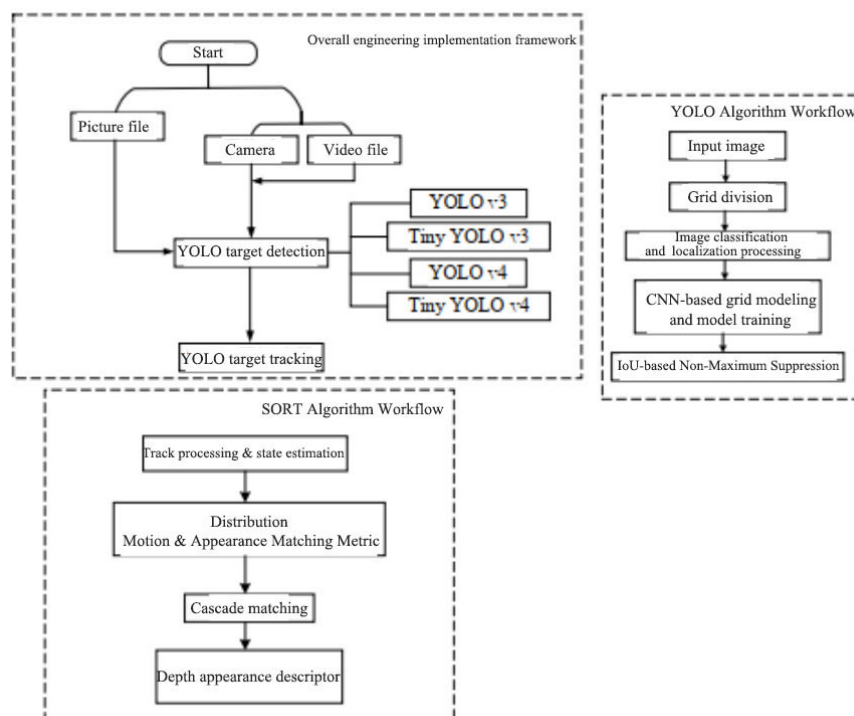 Overall engineering implementation framework
Start
Picture file
Camera
Video file
YOLO target detection
YOLO v3
Tiny YOLO v3
YOLO v4
Tiny YOLO v4
YOLO target tracking
YOLO Algorithm Workflow
Input image
Grid division
Image classification
and localization processing
CNN-based grid modeling
and model training
IoU-based Non-Maximum Suppression
SORT Algorithm Workflow
Track processing & state estimation
Distribution
Motion & Appearance Matching Metric
Cascade matching
Depth appearance descriptor